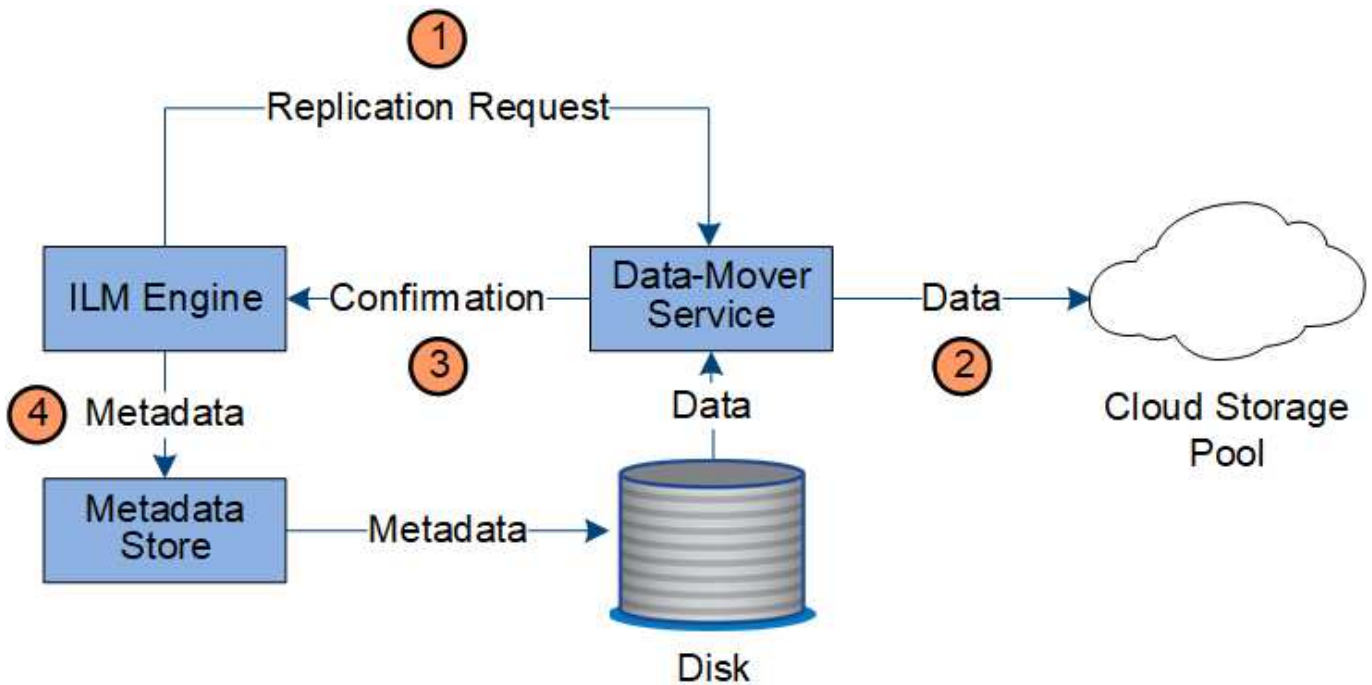 1
Replication Request
ILM Engine
Confirmation
Data-Mover
Service
Data
3
2
4
Metadata
Data
Cloud Storage
Pool
Metadata
Store
Metadata
Disk